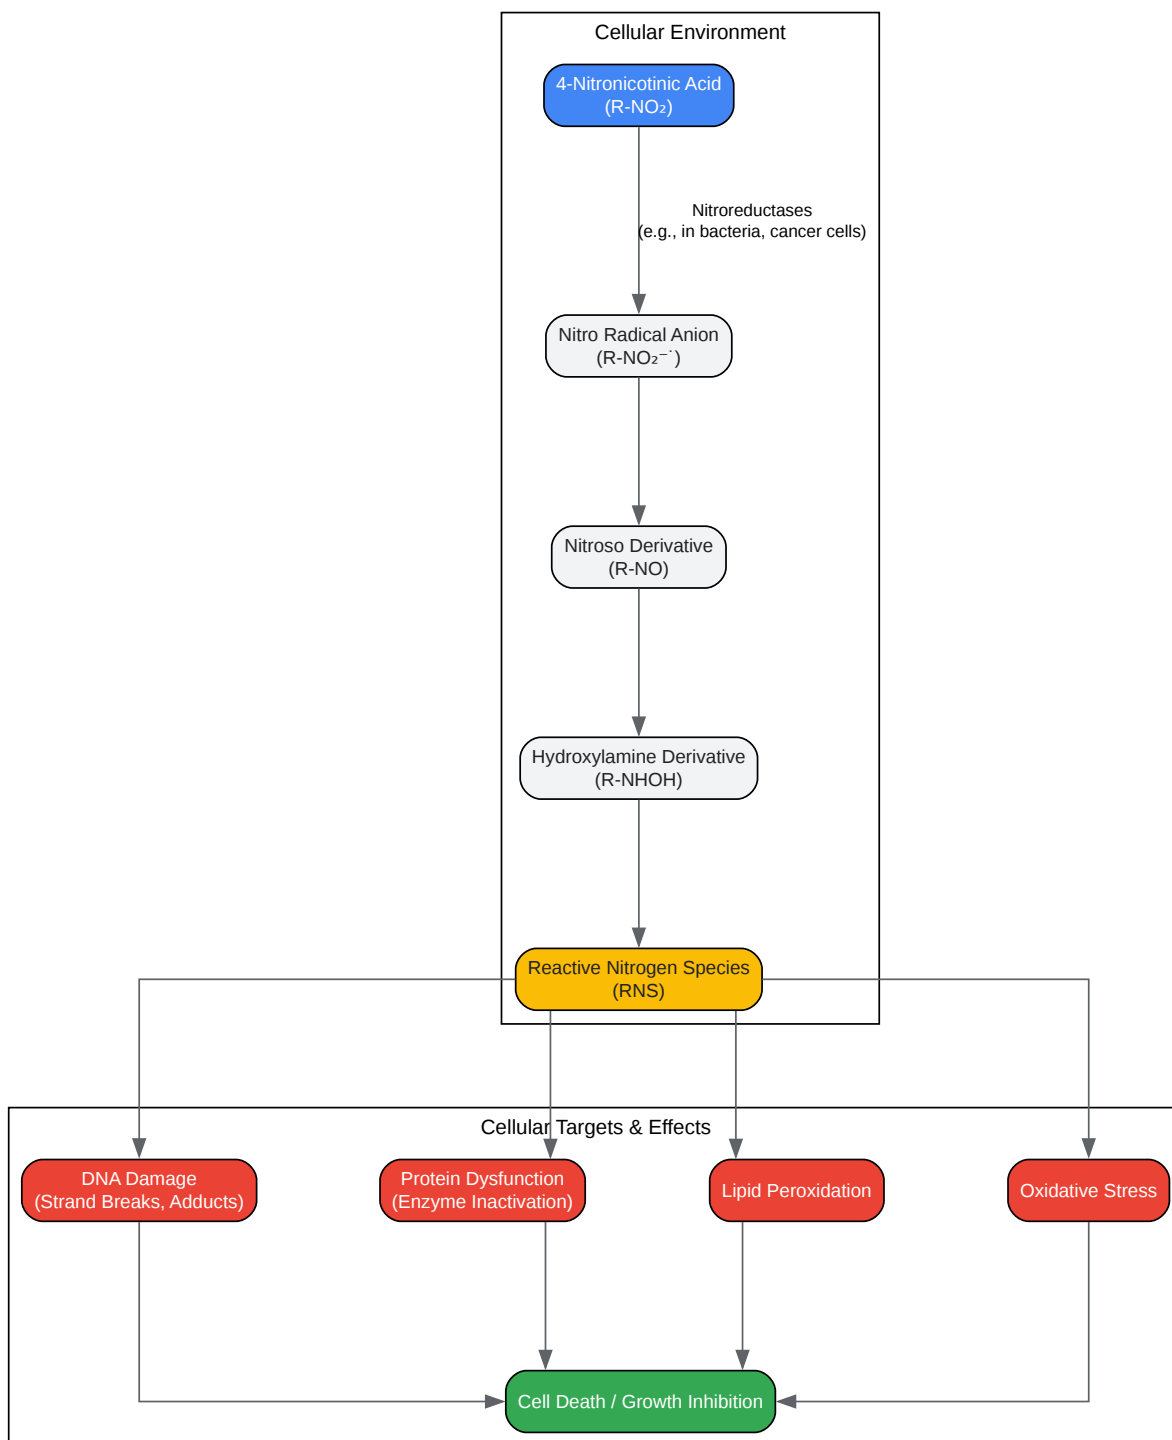 Cellular Environment
4-Nitronicotinic Acid
(R-NO₂)
Nitroreductases
(e.g., in bacteria, cancer cells)
Nitro Radical Anion
(R-NO₂⁻˙)
Nitroso Derivative
(R-NO)
Hydroxylamine Derivative
(R-NHOH)
Reactive Nitrogen Species
(RNS)
Cellular Targets & Effects
DNA Damage
(Strand Breaks, Adducts)
Protein Dysfunction
(Enzyme Inactivation)
Lipid Peroxidation
Oxidative Stress
Cell Death / Growth Inhibition